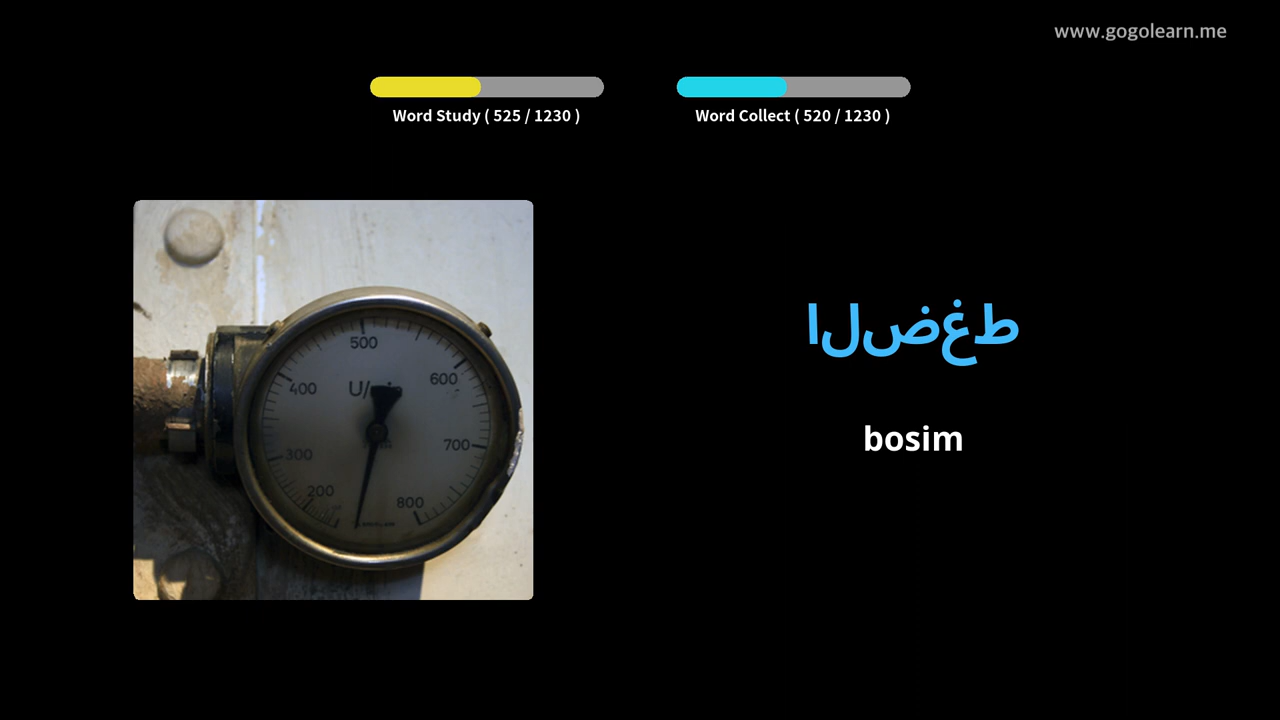 www.gogolearn.me
Word Study ( 525 / 1230 )
Word Collect ( 520 / 1230 )
500
400
600
U/
700
300
200
800
الضغط
bosim